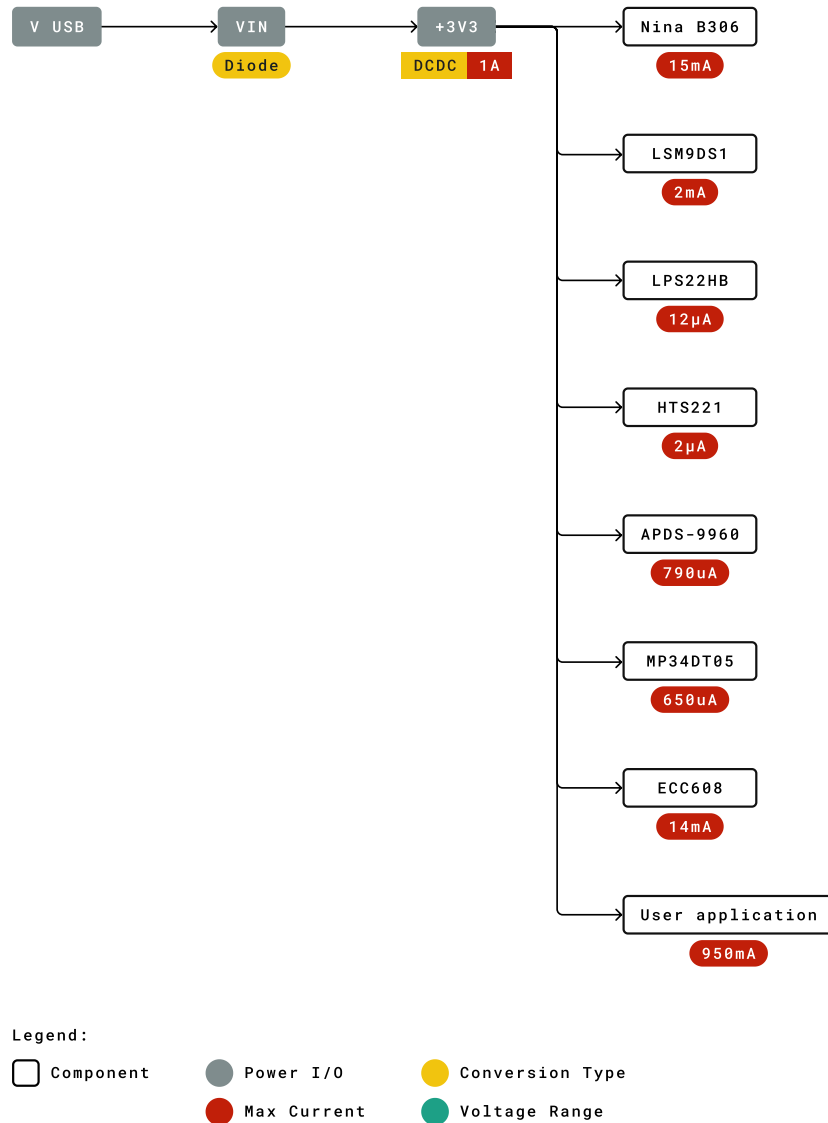 V USB
VIN
+3V3
Nina B306
Diode
DCDC
1A
15mA
LSM9DS1
2mA
LPS22HB
12µA
HTS221
2µA
APDS-9960
790uA
MP34DT05
650uA
ECC608
14mA
User application
950mA
Legend:
Component
Power I/O
Conversion Type
Max Current
Voltage Range